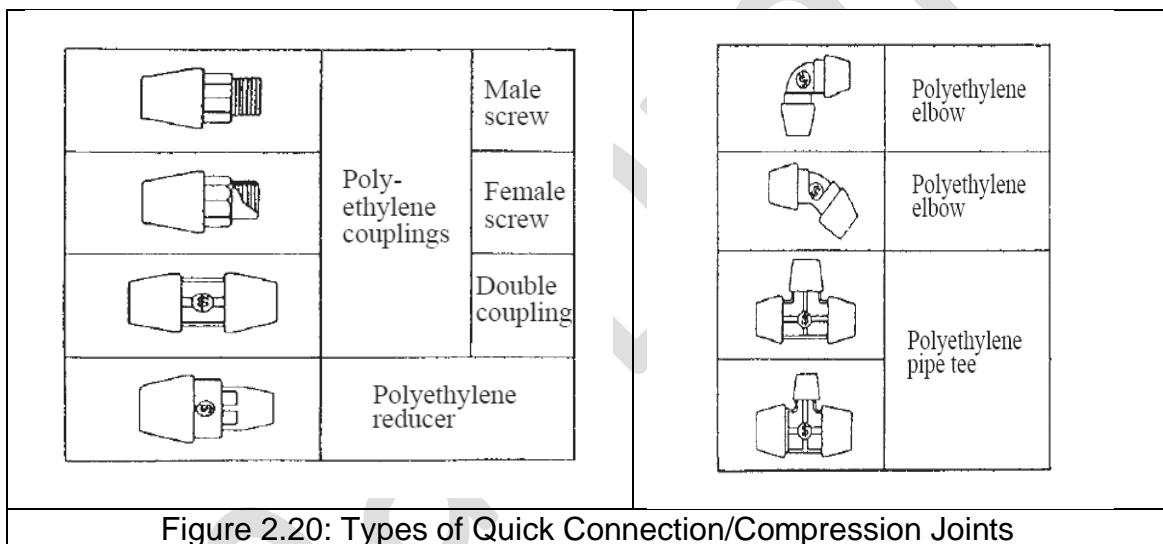 Poly-
ethylene
couplings
Male
screw
Female
screw
Double
coupling
Polyethylene
reducer
Polyethylene
elbow
Polyethylene
elbow
Polyethylene
pipe tee
Figure 2.20: Types of Quick Connection/Compression Joints